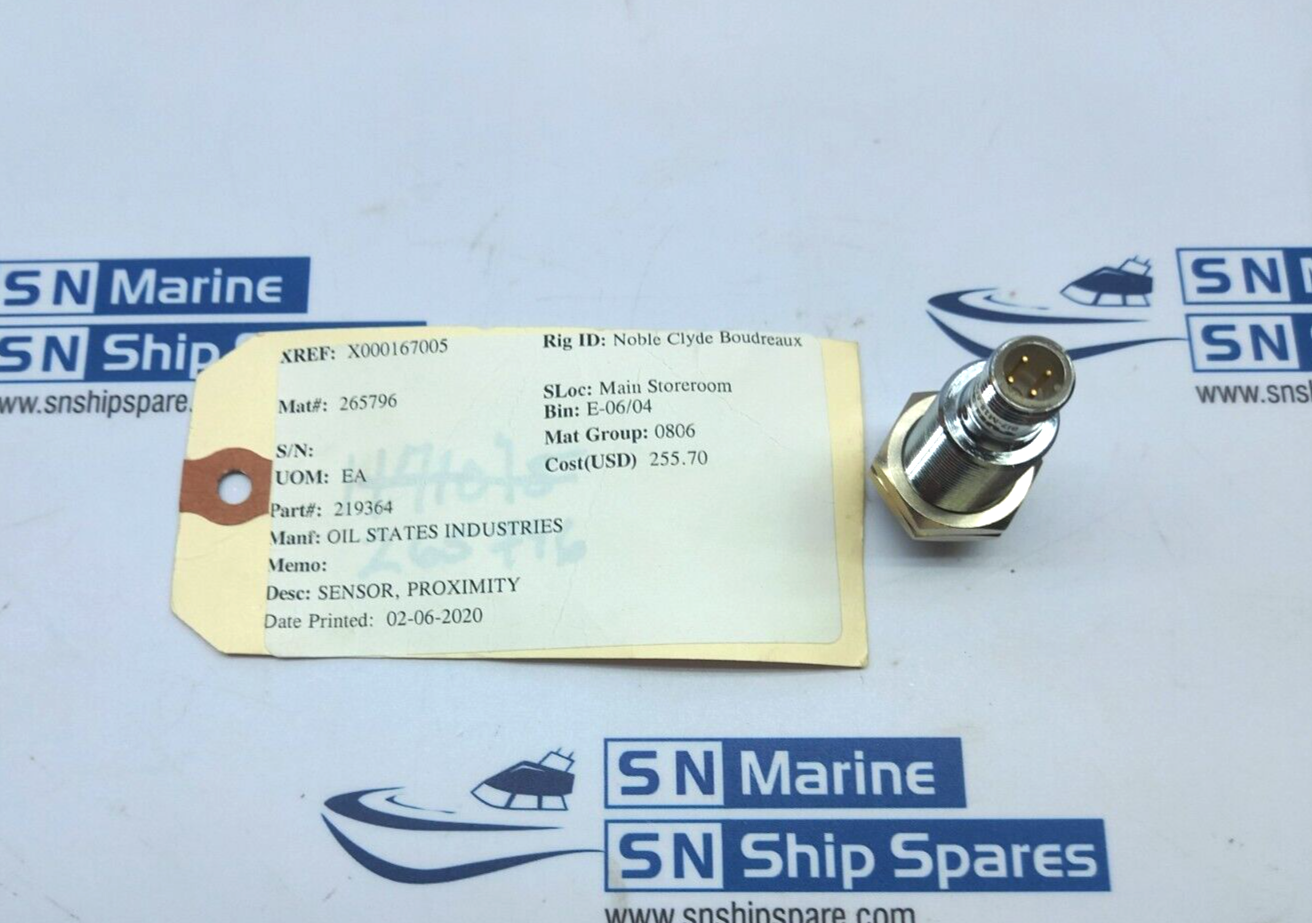 SN Marine
SN Ship
ww.snshipspare.
SN
SN
www.sns
XREF: X000167005
Rig ID: Noble Clyde Boudreaux
Mat#: 265796
SLoc: Main Storeroom
Bin: E-06/04
S/N:
Mat Group: 0806
UOM: EA
Cost(USD) 255.70
Part#: 219364
Manf: OIL STATES INDUSTRIES
Memo:
Desc: SENSOR, PROXIMITY
Date Printed: 02-06-2020
SN Marine
SN Ship Spares
www.snshipspare.com